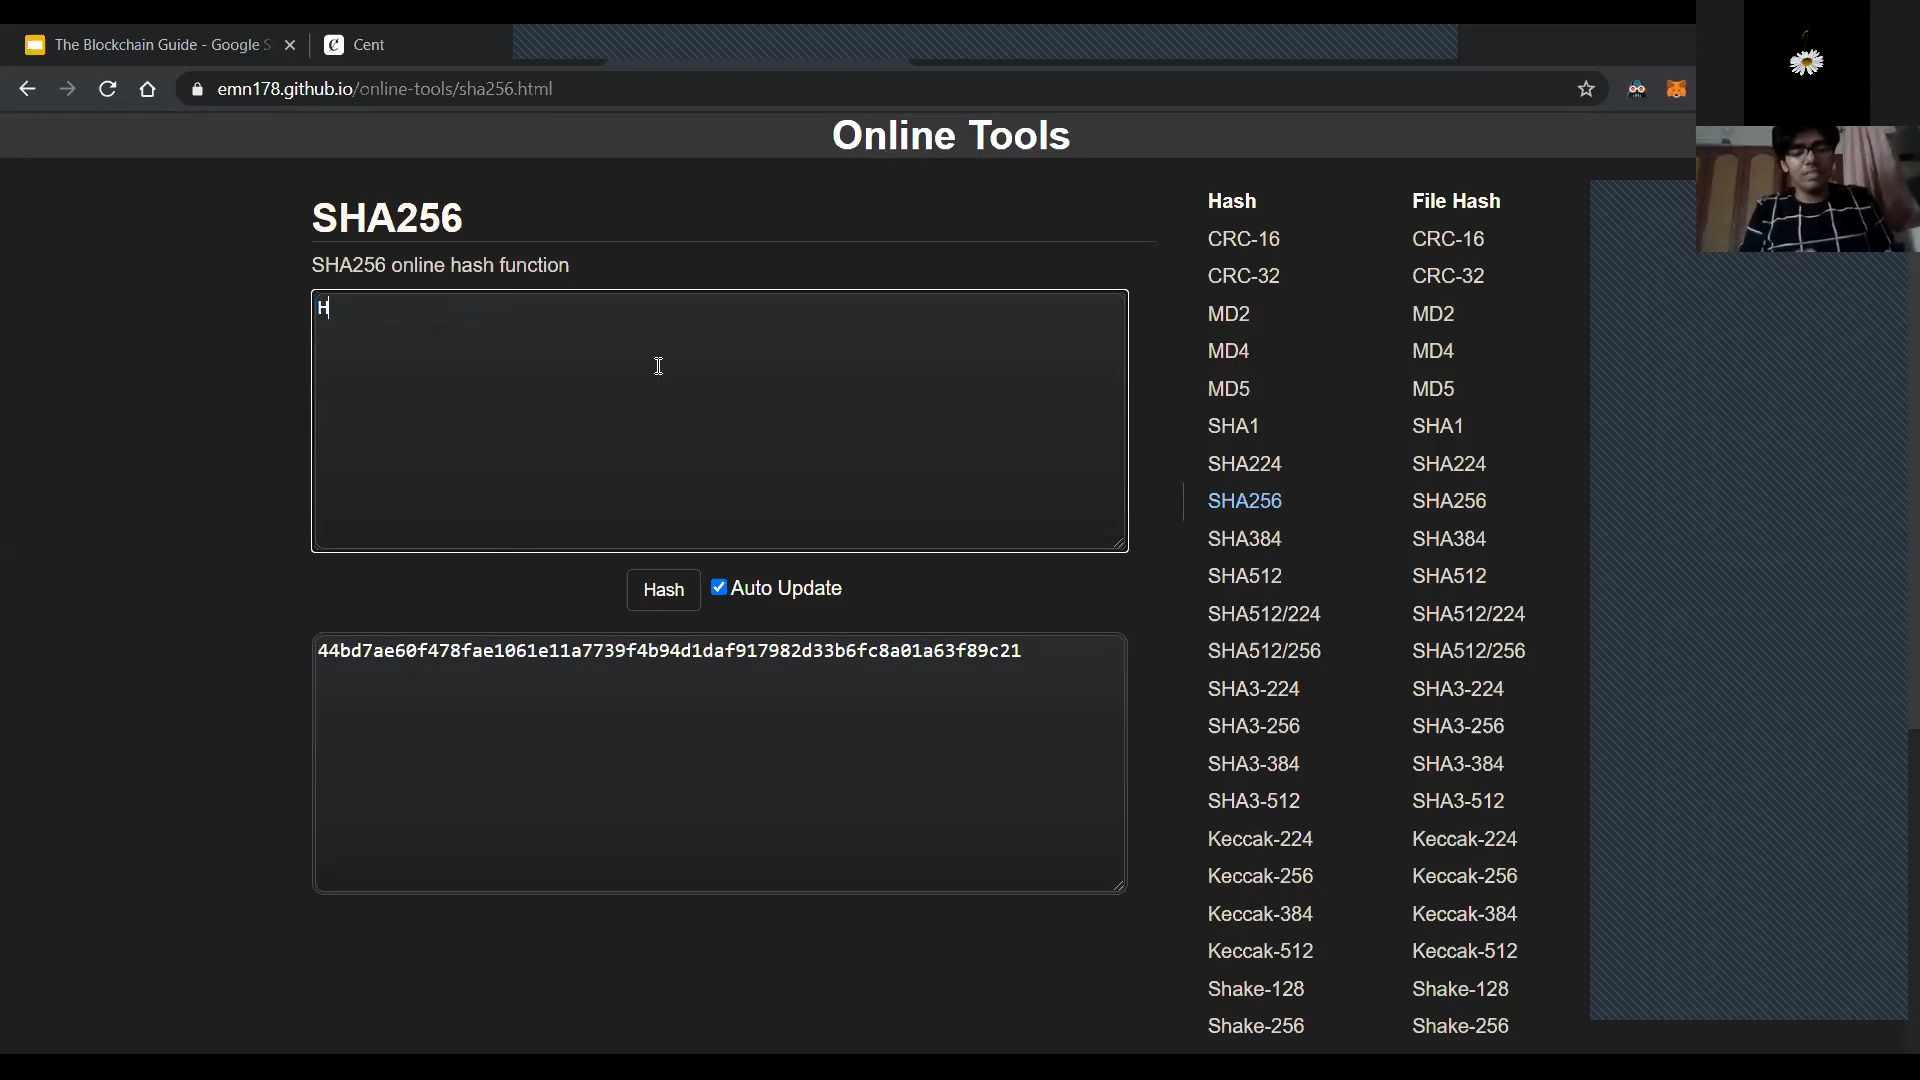 The Blockchain Guide - Google S
Cent
emn178.github.io/online-tools/sha256.html
Online Tools
SHA256
SHA256 online hash function
H
Hash
Auto Update
44bd7ae60f478fae1061e11a7739f4b94d1daf917982d33b6fc8a01a63f89c21
Hash File Hash
CRC-16 CRC-16
CRC-32 CRC-32
MD2 MD2
MD4 MD4
MD5 MD5
SHA1 SHA1
SHA224 SHA224
SHA256 SHA256
SHA384 SHA384
SHA512 SHA512
SHA512/224 SHA512/224
SHA512/256 SHA512/256
SHA3-224 SHA3-224
SHA3-256 SHA3-256
SHA3-384 SHA3-384
SHA3-512 SHA3-512
Keccak-224 Keccak-224
Keccak-256 Keccak-256
Keccak-384 Keccak-384
Keccak-512 Keccak-512
Shake-128 Shake-128
Shake-256 Shake-256